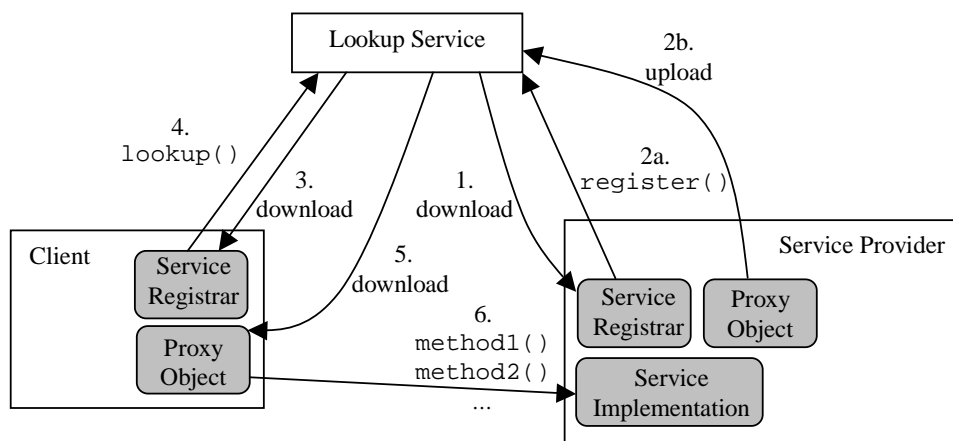 Lookup Service
2b.
upload
4.
lookup()
2a.
register()
3.
download
1.
download
Client
Service
Registrar
5.
download
Service Provider
Service
Registrar
Proxy
Object
6.
method1()
method2()
...
Proxy
Object
Service
Implementation